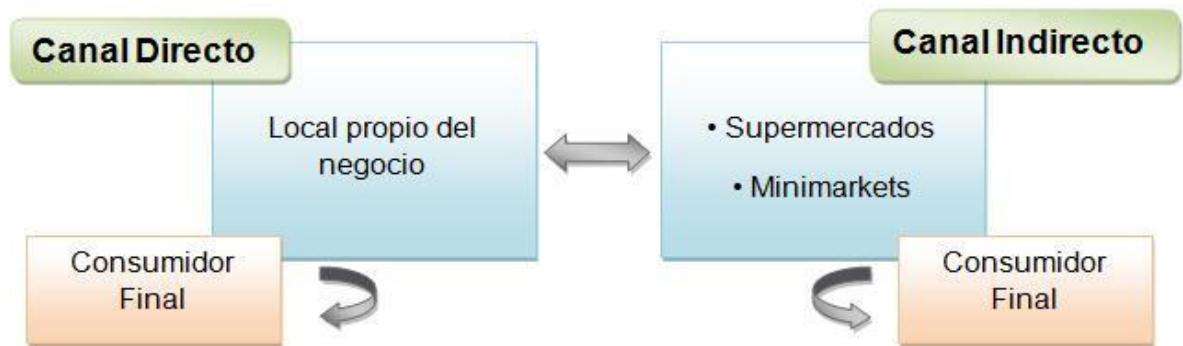 Canal Directo
Local propio del
negocio
Consumidor
Final
Canal Indirecto
• Supermercados
• Minimarkets
Consumidor
Final